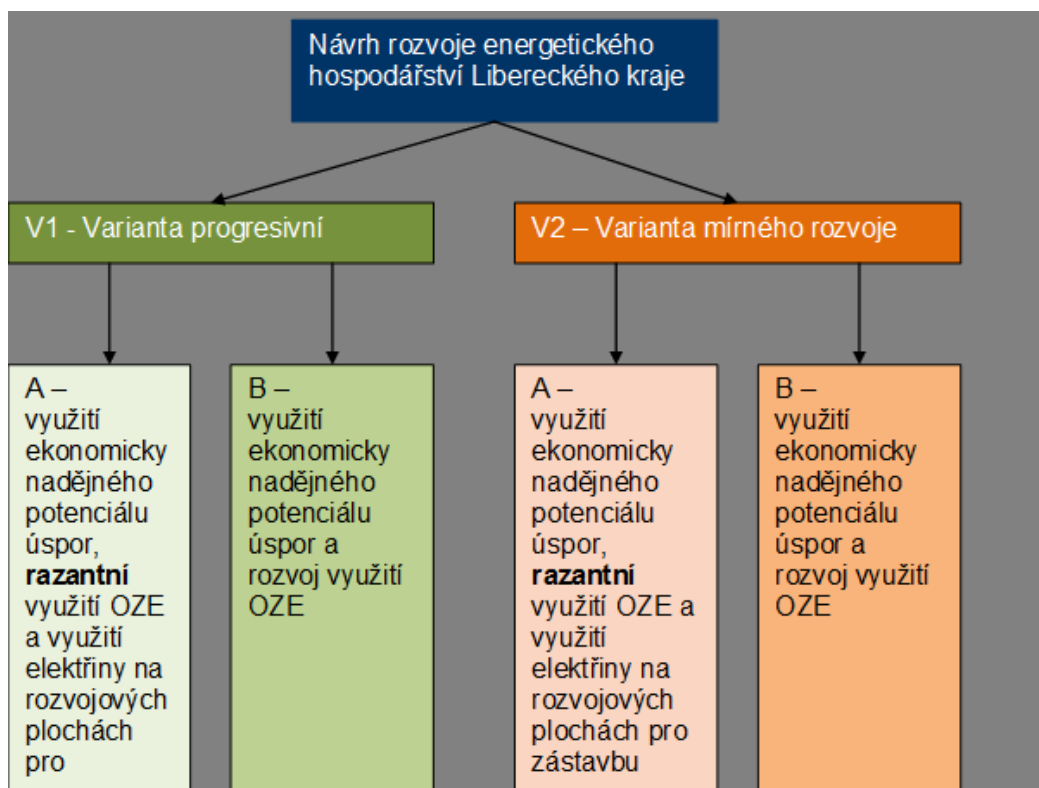 Návrh rozvoje energetického
hospodářství Libereckého kraje
V1 - Varianta progresivní
V2 – Varianta mírného rozvoje
A –
využití
ekonomicky
nadějného
potenciálu
úspor,
razantní
využití OZE
a využití
elektřiny na
rozvojových
plochách
pro
B –
využití
ekonomicky
nadějného
potenciálu
úspor a
rozvoj využití
OZE
A –
využití
ekonomicky
nadějného
potenciálu
úspor,
razantní
využití OZE a
využití
elektřiny na
rozvojových
plochách pro
zástavbu
B –
využití
ekonomicky
nadějného
potenciálu
úspor a
rozvoj využití
OZE